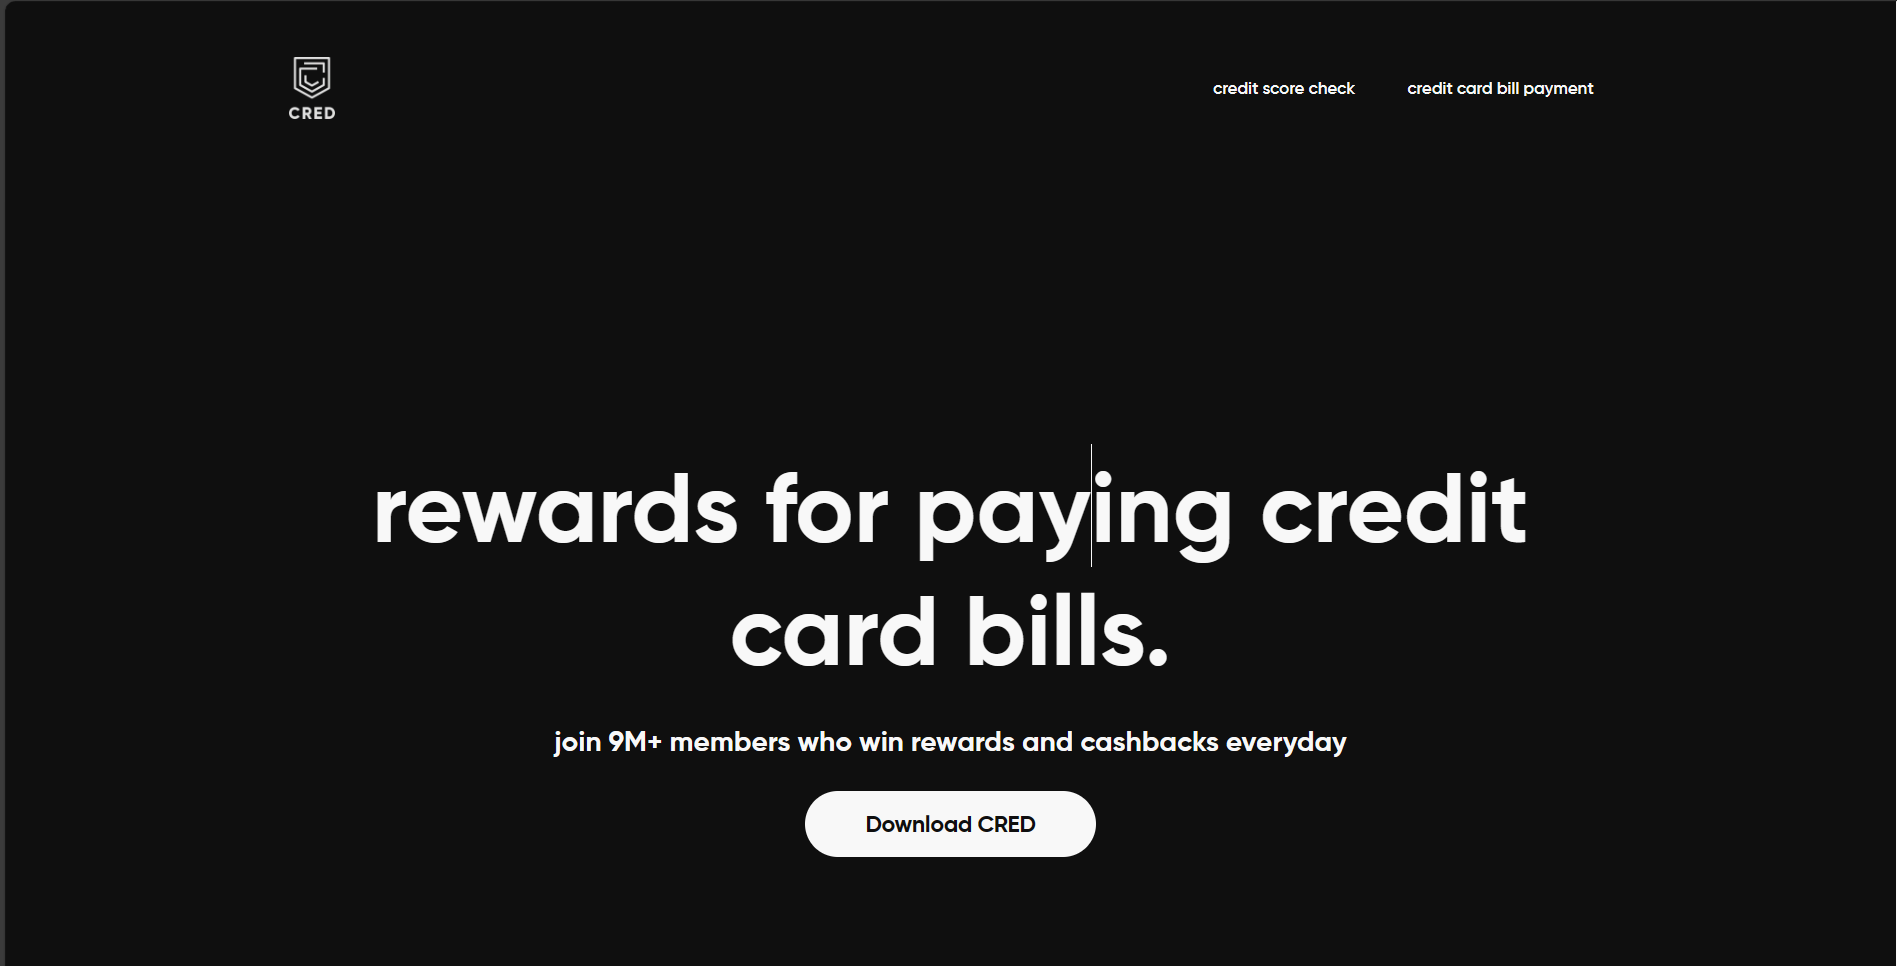 CRED
credit score check
credit card bill payment
rewards for paying credit
card bills.
join 9M+ members who win rewards and cashbacks everyday
Download CRED